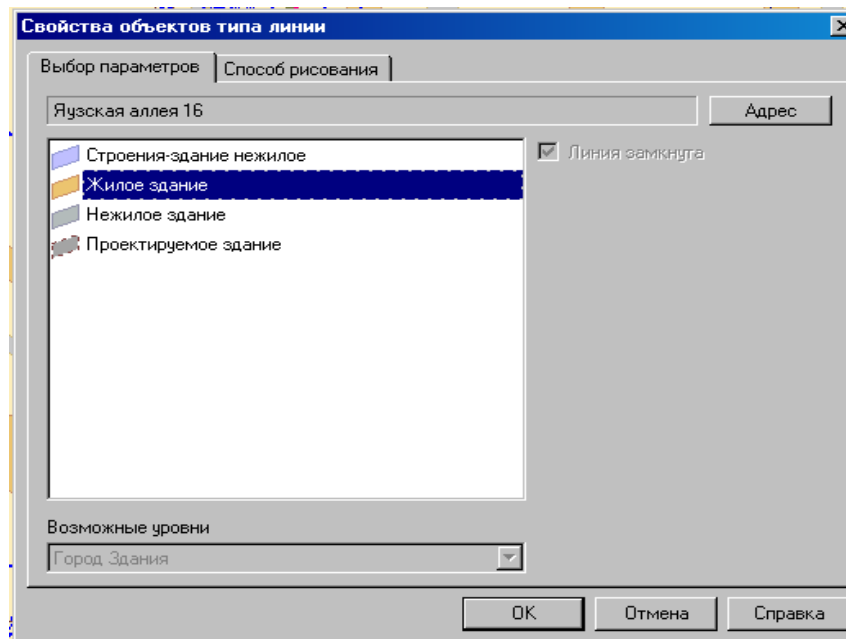 Свойства объектов типа линии
Выбор параметров
Способ рисования
Яузская аллея 16
Адрес
Строения-здание нежилое
Линия замкнута
Жилое здание
Нежилое здание
Проектируемое здание
Возможные уровни
Город Здания
OK
Отмена
Справка